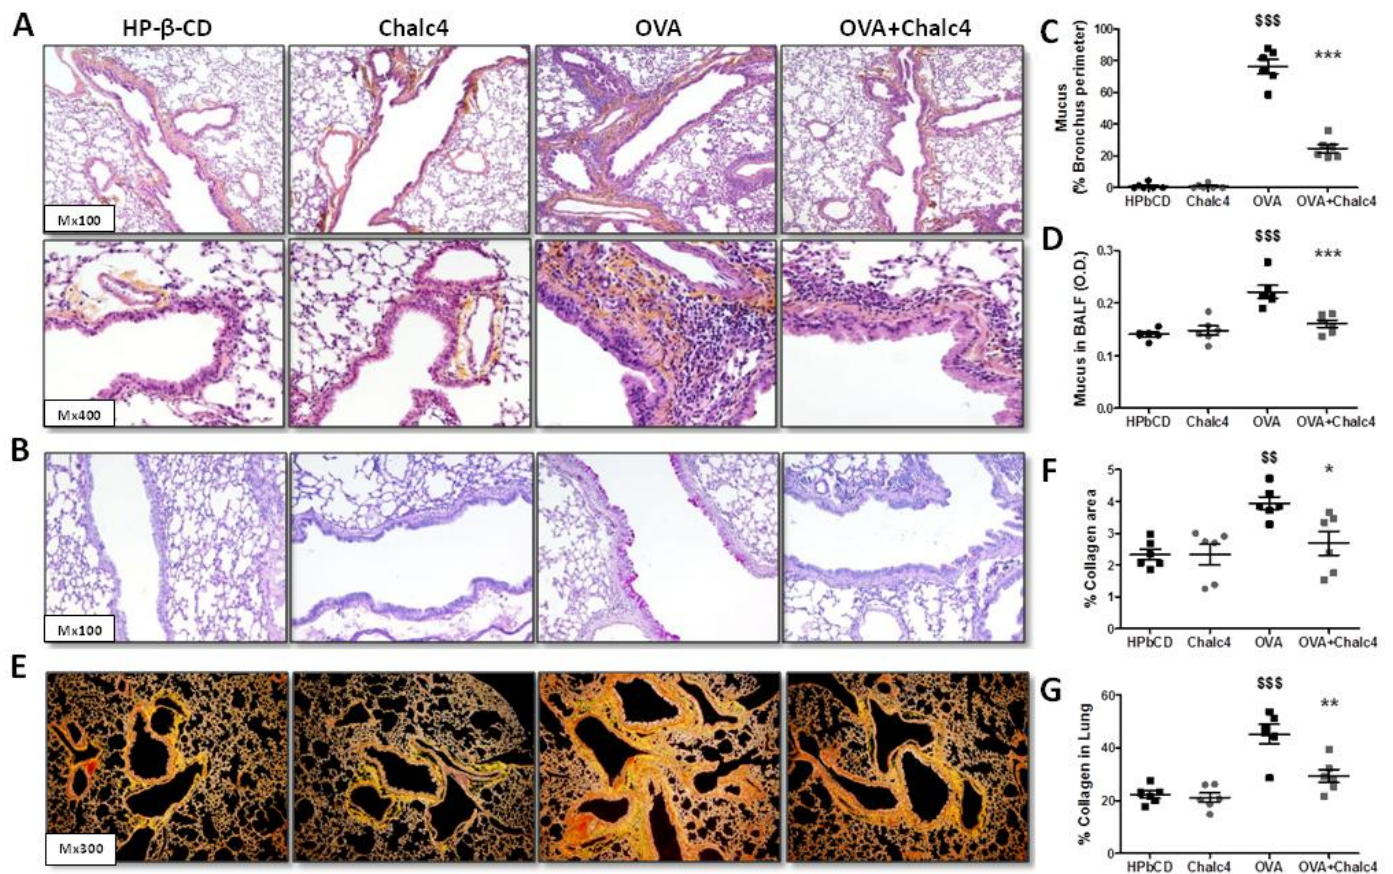 A
HP-β-CD
Chalc4
OVA
OVA+Chalc4
Mx100
Mx400
B
Mx100
E
Mx300
C
Mucus
(% Bronchus perimeter)
100
80
60
40
20
0
$$$
***
HPbCD
Chalc4
OVA
OVA+Chalc4
D
Mucus in BALF (O.D.)
0.3
0.2
0.1
0.0
$$$
***
HPbCD
Chalc4
OVA
OVA+Chalc4
F
% Collagen area
5
4
3
2
1
0
$$
*
HPbCD
Chalc4
OVA
OVA+Chalc4
G
% Collagen in Lung
60
40
20
0
$$$
**
HPbCD
Chalc4
OVA
OVA+Chalc4